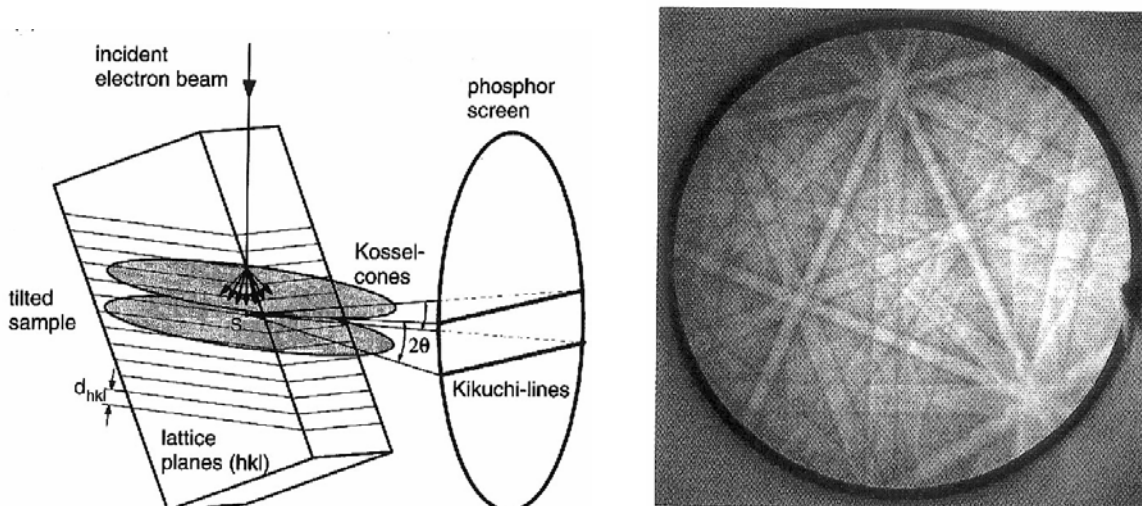 incident
electron beam
phosphor
screen
Kossel-
cones
tilted
sample
S
2θ
Kikuchi-lines
d_hkl
lattice
planes (hkl)